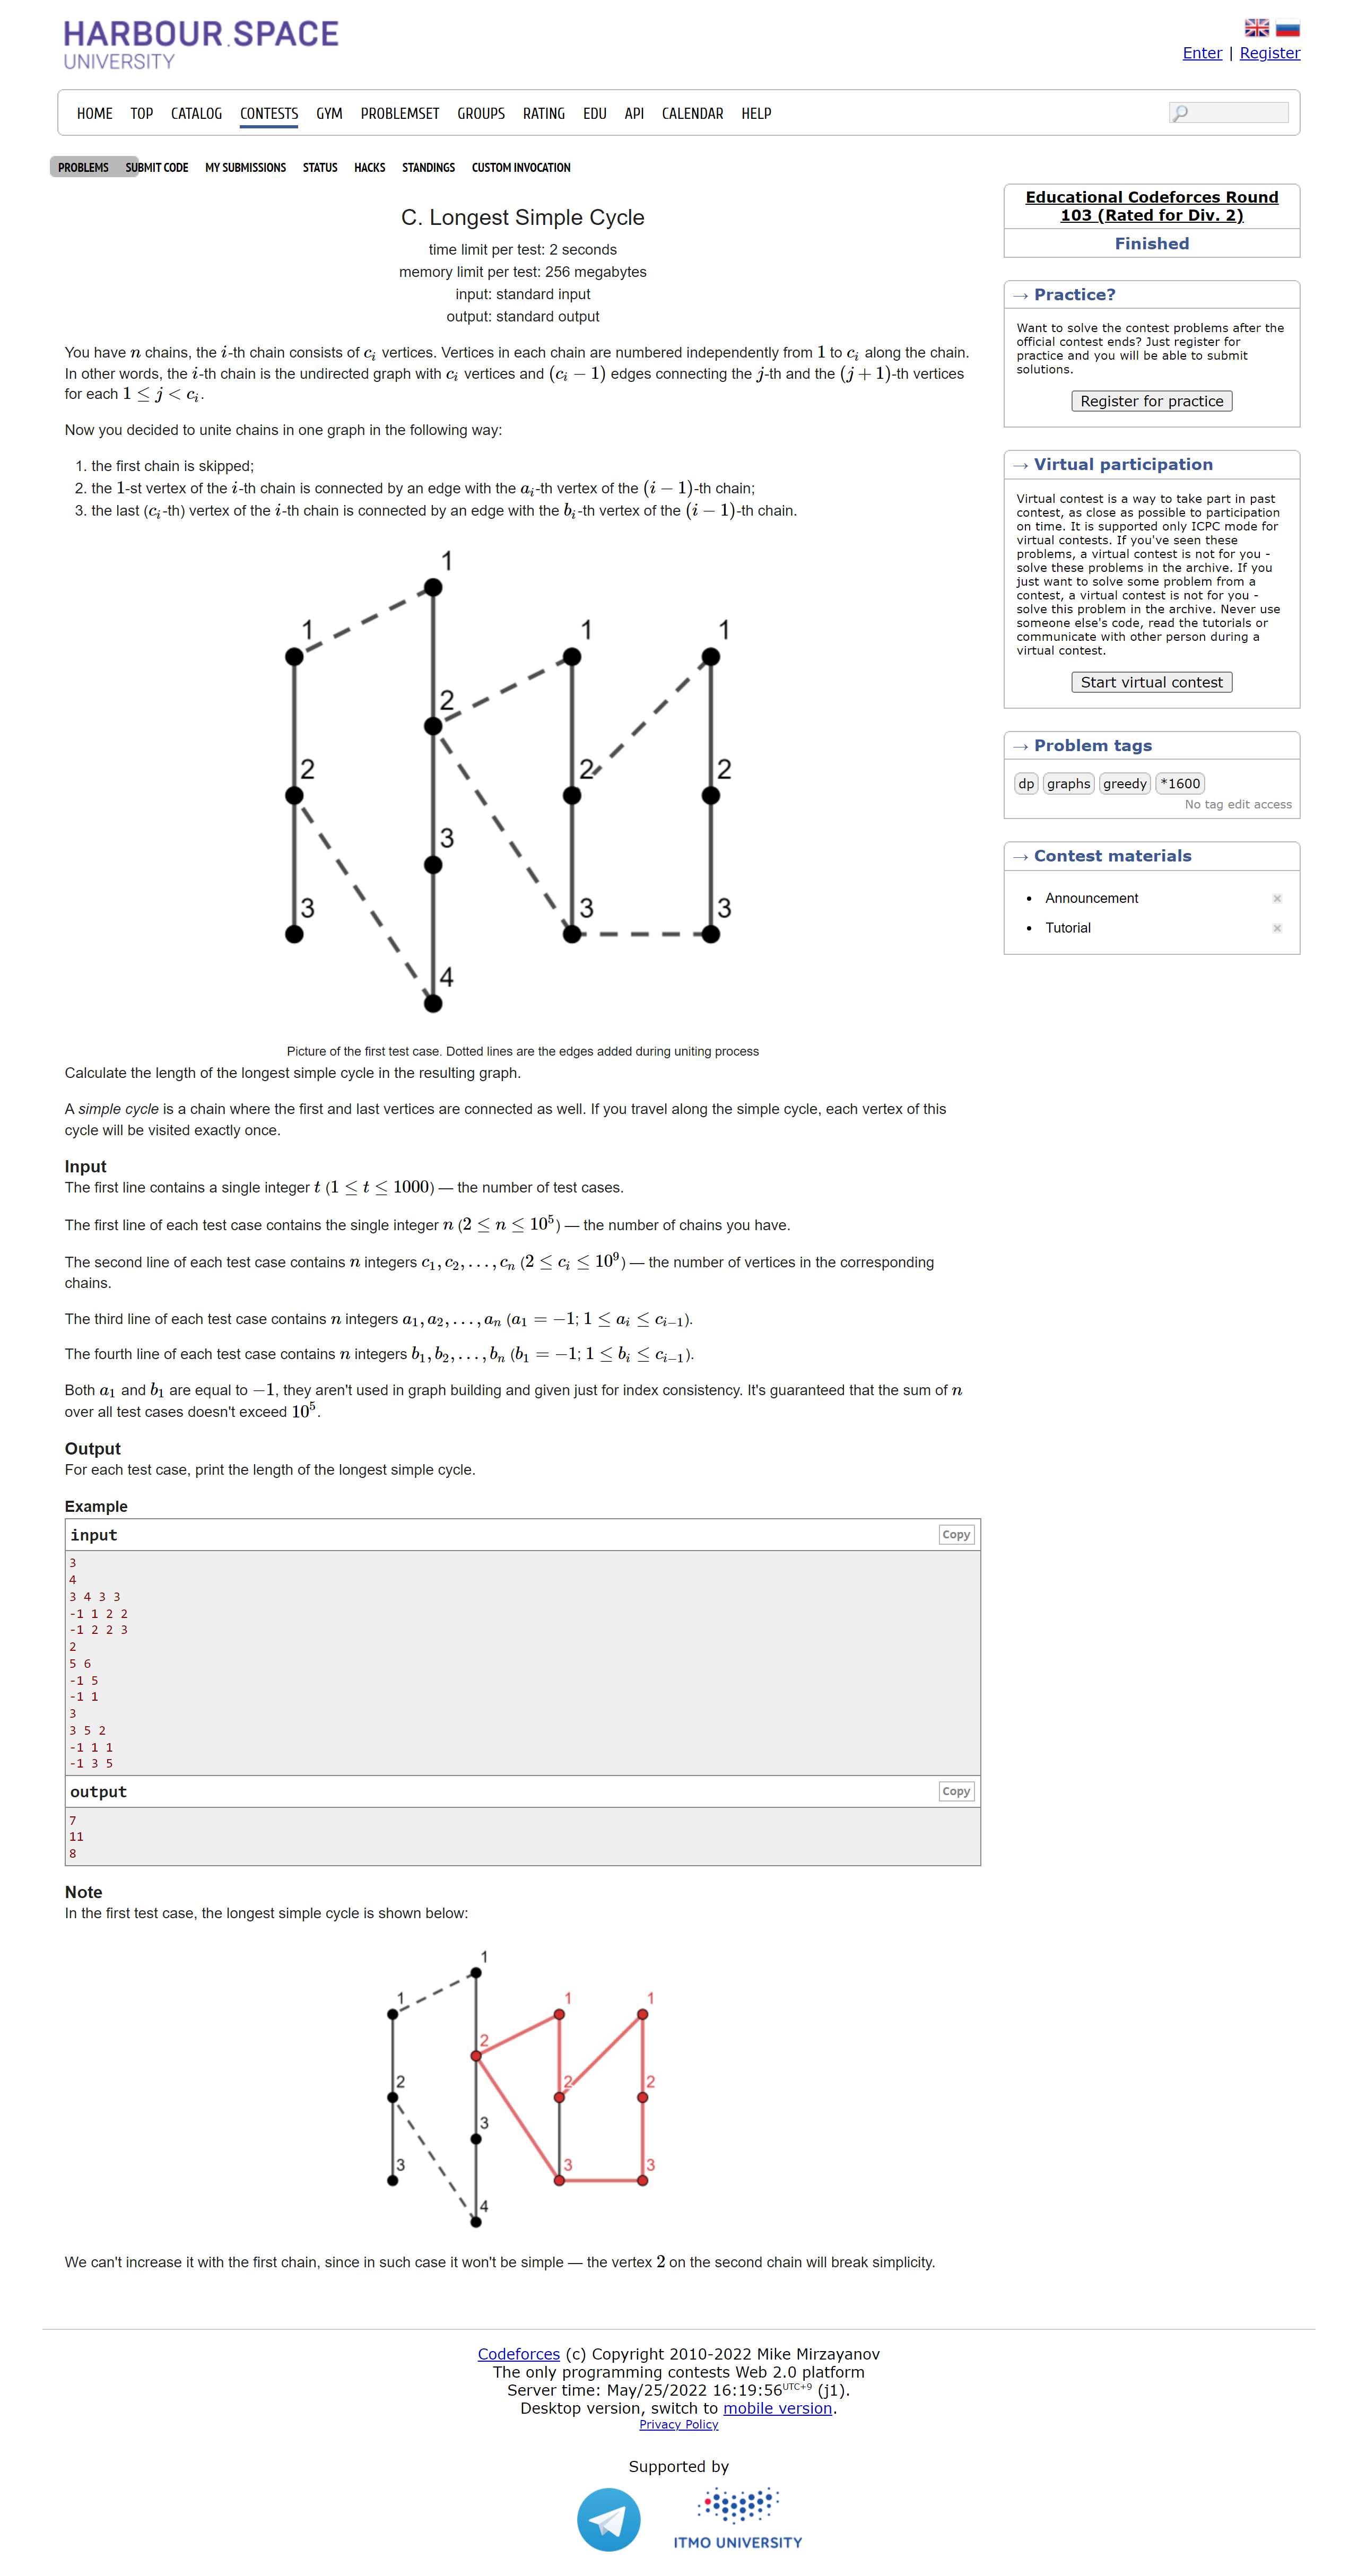 HARBOUR.SPACE
UNIVERSITY
Enter | Register
HOME TOP CATALOG CONTESTS GYM PROBLEMSET GROUPS RATING EDU API CALENDAR HELP
PROBLEMS SUBMIT CODE MY SUBMISSIONS STATUS HACKS STANDINGS CUSTOM INVOCATION
C. Longest Simple Cycle
time limit per test: 2 seconds
memory limit per test: 256 megabytes
input: standard input
output: standard output
You have n chains, the i-th chain consists of c_i vertices. Vertices in each chain are numbered independently from 1 to c_i along the chain.
In other words, the i-th chain is the undirected graph with c_i vertices and (c_i − 1) edges connecting the j-th and the (j + 1)-th vertices
for each 1 ≤ j < c_i.
Now you decided to unite chains in one graph in the following way:
1. the first chain is skipped;
2. the 1-st vertex of the i-th chain is connected by an edge with the a_i-th vertex of the (i − 1)-th chain;
3. the last (c_i-th) vertex of the i-th chain is connected by an edge with the b_i-th vertex of the (i − 1)-th chain.
1
1 1 1
2
2 2 2
3
3 3 3
4
Picture of the first test case. Dotted lines are the edges added during uniting process
Calculate the length of the longest simple cycle in the resulting graph.
A simple cycle is a chain where the first and last vertices are connected as well. If you travel along the simple cycle, each vertex of this
cycle will be visited exactly once.
Input
The first line contains a single integer t (1 ≤ t ≤ 1000) — the number of test cases.
The first line of each test case contains the single integer n (2 ≤ n ≤ 10^5) — the number of chains you have.
The second line of each test case contains n integers c_1, c_2, …, c_n (2 ≤ c_i ≤ 10^9) — the number of vertices in the corresponding
chains.
The third line of each test case contains n integers a_1, a_2, …, a_n (a_1 = −1; 1 ≤ a_i ≤ c_{i−1}).
The fourth line of each test case contains n integers b_1, b_2, …, b_n (b_1 = −1; 1 ≤ b_i ≤ c_{i−1}).
Both a_1 and b_1 are equal to −1, they aren't used in graph building and given just for index consistency. It's guaranteed that the sum of n
over all test cases doesn't exceed 10^5.
Output
For each test case, print the length of the longest simple cycle.
Example
input Copy
3
4
3 4 3 3
-1 1 2 2
-1 2 2 3
2
5 6
-1 5
-1 1
3
3 5 2
-1 1 1
-1 3 5
output Copy
7
11
8
Note
In the first test case, the longest simple cycle is shown below:
1
1 1 1
2
2 2 2
3
3 3 3
4
We can't increase it with the first chain, since in such case it won't be simple — the vertex 2 on the second chain will break simplicity.
Educational Codeforces Round
103 (Rated for Div. 2)
Finished
→ Practice?
Want to solve the contest problems after the
official contest ends? Just register for
practice and you will be able to submit
solutions.
Register for practice
→ Virtual participation
Virtual contest is a way to take part in past
contest, as close as possible to participation
on time. It is supported only ICPC mode for
virtual contests. If you've seen these
problems, a virtual contest is not for you -
solve these problems in the archive. If you
just want to solve some problem from a
contest, a virtual contest is not for you -
solve this problem in the archive. Never use
someone else's code, read the tutorials or
communicate with other person during a
virtual contest.
Start virtual contest
→ Problem tags
dp graphs greedy *1600
No tag edit access
→ Contest materials
Announcement
Tutorial
Codeforces (c) Copyright 2010-2022 Mike Mirzayanov
The only programming contests Web 2.0 platform
Server time: May/25/2022 16:19:56 UTC+9 (j1).
Desktop version, switch to mobile version.
Privacy Policy
Supported by
ITMO UNIVERSITY